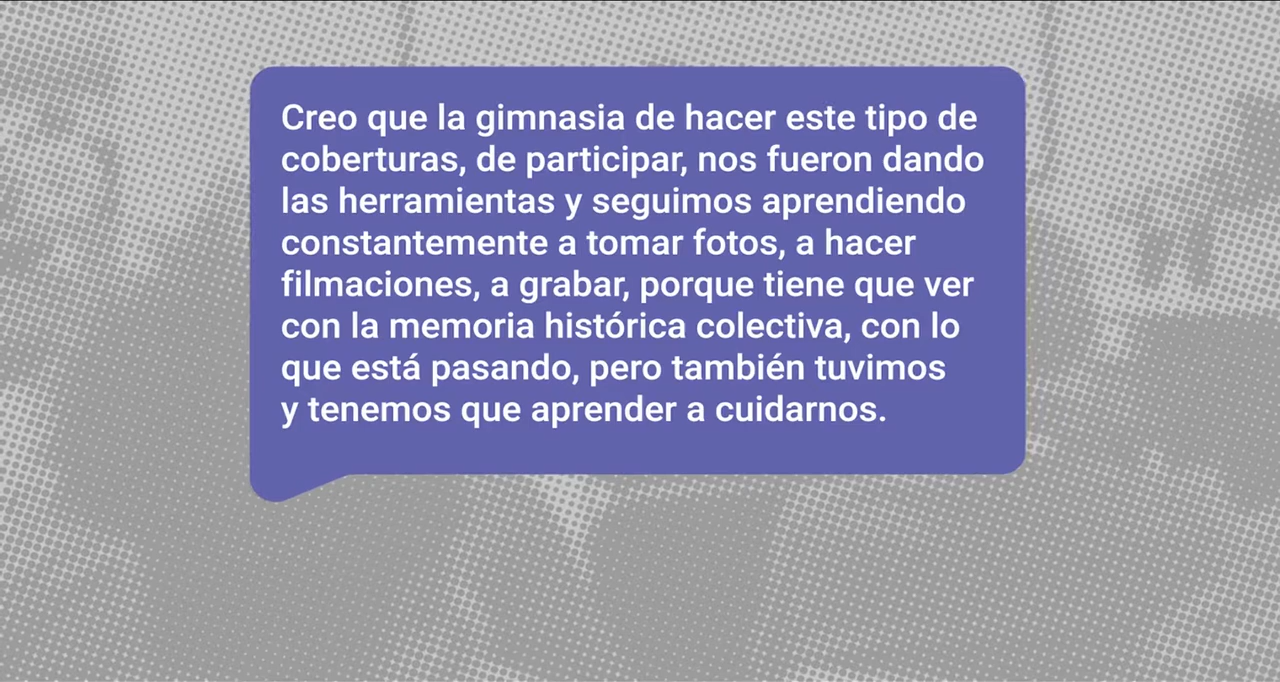 Creo que la gimnasia de hacer este tipo de
coberturas, de participar, nos fueron dando
las herramientas y seguimos aprendiendo
constantemente a tomar fotos, a hacer
filmaciones, a grabar, porque tiene que ver
con la memoria histórica colectiva, con lo
que está pasando, pero también tuvimos
y tenemos que aprender a cuidarnos.